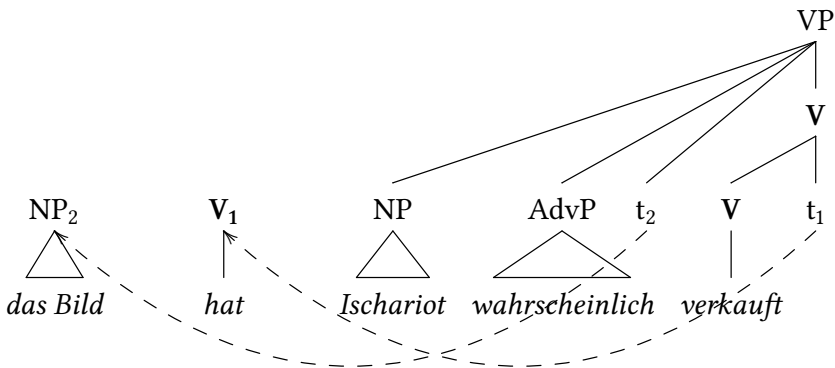 VP
V
NP₂ V₁ NP AdvP t₂ V t₁
das Bild hat Ischariot wahrscheinlich verkauft